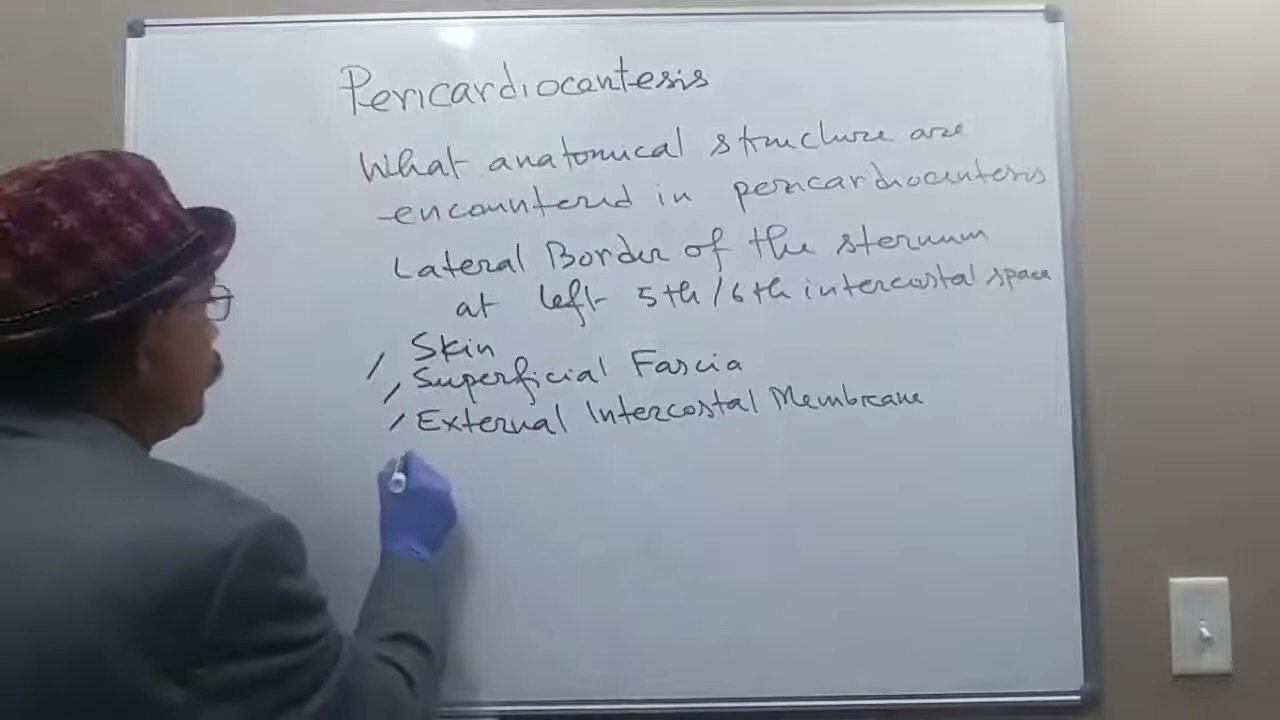 Pericardiocentesis
What anatomical structure are
encountered in pericardiocentesis
Lateral Border of the sternum
at left 5th/6th intercostal space
/ Skin
/ Superficial Fascia
/ External Intercostal Membrane